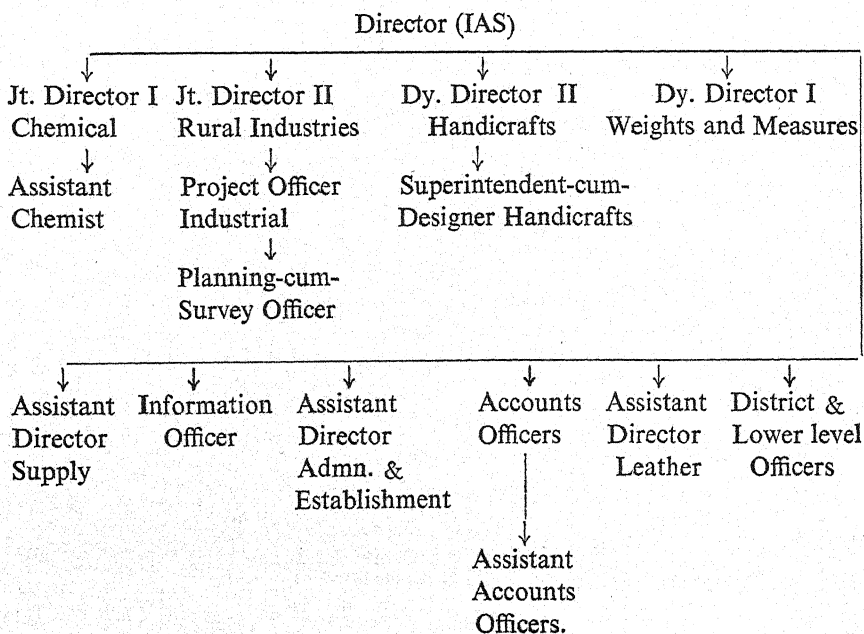 Director (IAS)
Jt. Director I Jt. Director II Dy. Director II Dy. Director I
Chemical Rural Industries Handicrafts Weights and Measures
Assistant Project Officer Superintendent-cum-
Chemist Industrial Designer Handicrafts
Planning-cum-
Survey Officer
Assistant Information Assistant Accounts Assistant District &
Director Officer Director Officers Director Lower level
Supply Admn. & Leather Officers
Establishment
Assistant
Accounts
Officers.